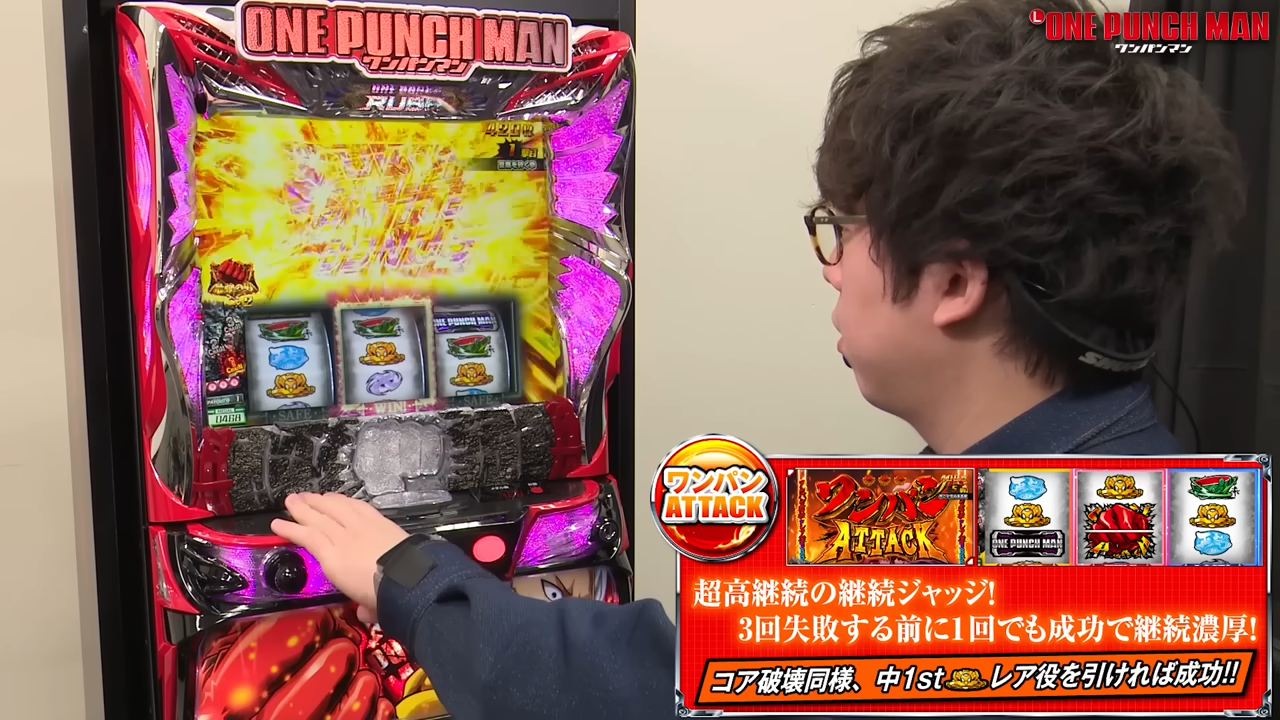 ONE PUNCH MAN
ワンパンマン
L ONE PUNCH MAN
ワンパンマン
ONE PUNCH MAN
SAFE
WIN!
SAFE
0468
ワンパン
ATTACK
ワンパン
ATTACK
ONE PUNCH MAN
超高継続の継続ジャッジ!
3回失敗する前に1回でも成功で継続濃厚!
コア破壊同様、中1st レア役を引ければ成功!!